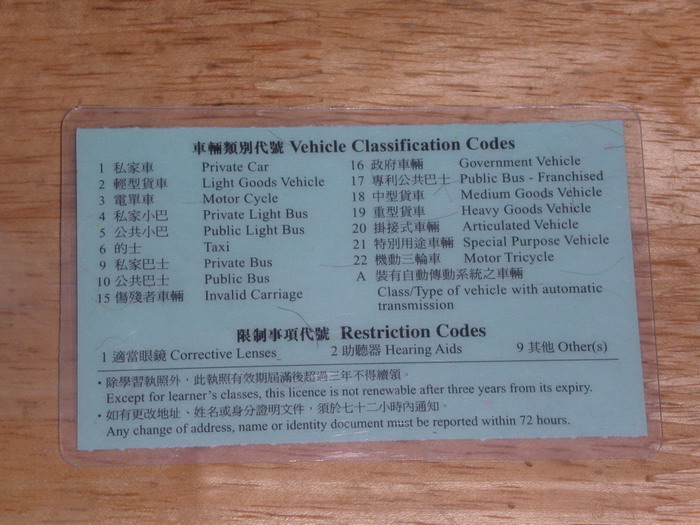 車輛類別代號 Vehicle Classification Codes
1 私家車 Private Car
2 輕型貨車 Light Goods Vehicle
3 電單車 Motor Cycle
4 私家小巴 Private Light Bus
5 公共小巴 Public Light Bus
6 的士 Taxi
9 私家巴士 Private Bus
10 公共巴士 Public Bus
15 傷殘者車輛 Invalid Carriage
16 政府車輛 Government Vehicle
17 專利公共巴士 Public Bus - Franchised
18 中型貨車 Medium Goods Vehicle
19 重型貨車 Heavy Goods Vehicle
20 掛接式車輛 Articulated Vehicle
21 特別用途車輛 Special Purpose Vehicle
22 機動三輪車 Motor Tricycle
A 裝有自動傳動系統之車輛
Class/Type of vehicle with automatic
transmission
限制事項代號 Restriction Codes
1 適當眼鏡 Corrective Lenses 2 助聽器 Hearing Aids 9 其他 Other(s)
• 除學習執照外，此執照有效期屆滿後超過三年不得續領。
Except for learner's classes, this licence is not renewable after three years from its expiry.
• 如有更改地址、姓名或身分證明文件，須於七十二小時內通知。
Any change of address, name or identity document must be reported within 72 hours.